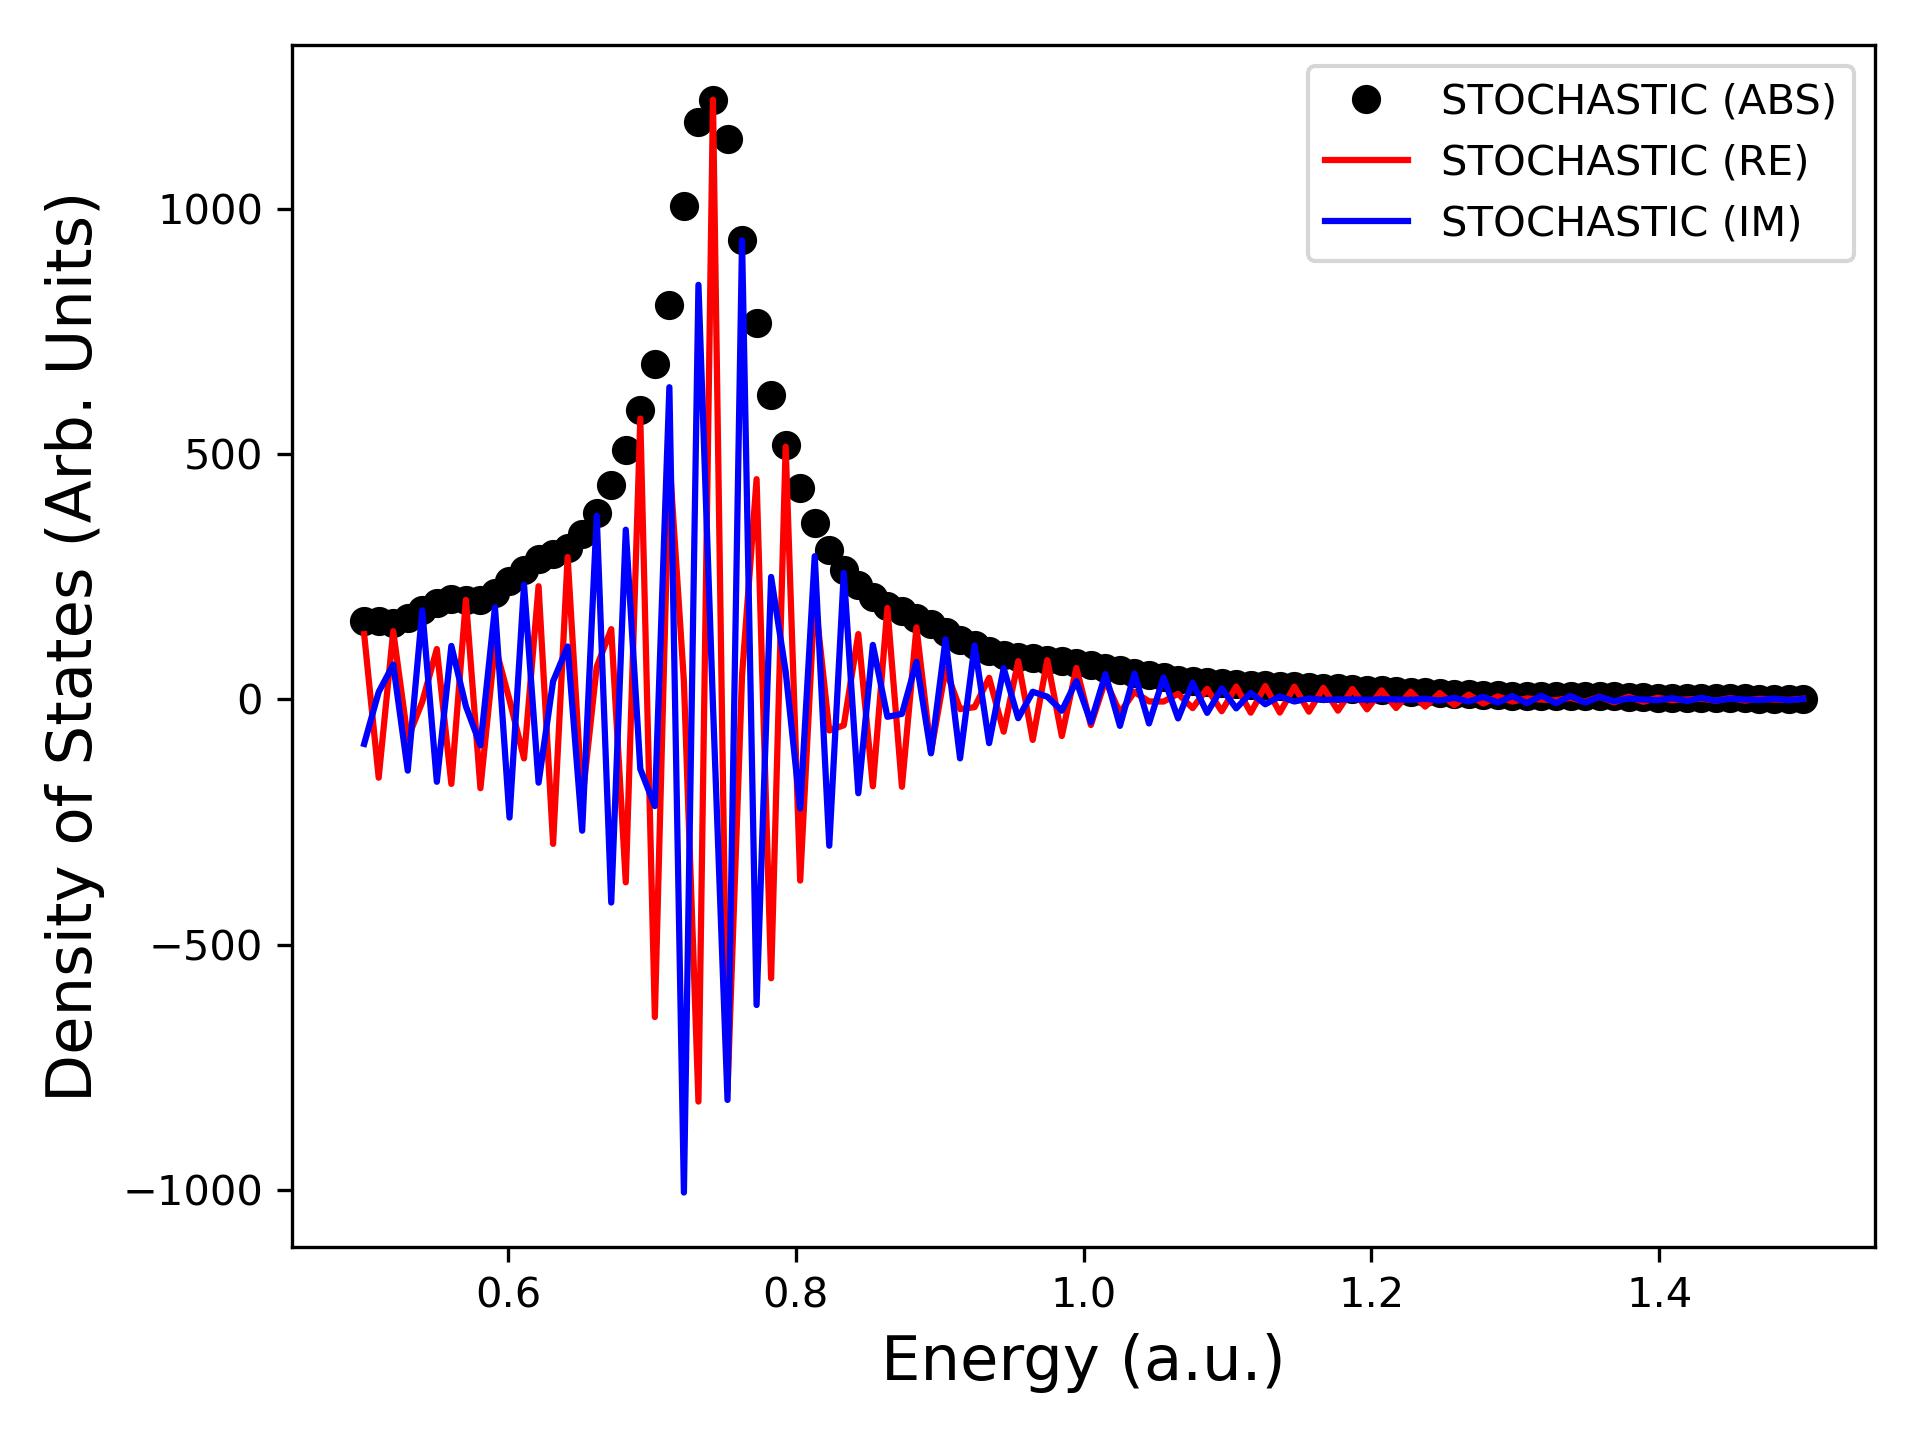 STOCHASTIC (ABS)
STOCHASTIC (RE)
STOCHASTIC (IM)
Density of States (Arb. Units)
1000
500
0
−500
−1000
0.6 0.8 1.0 1.2 1.4
Energy (a.u.)